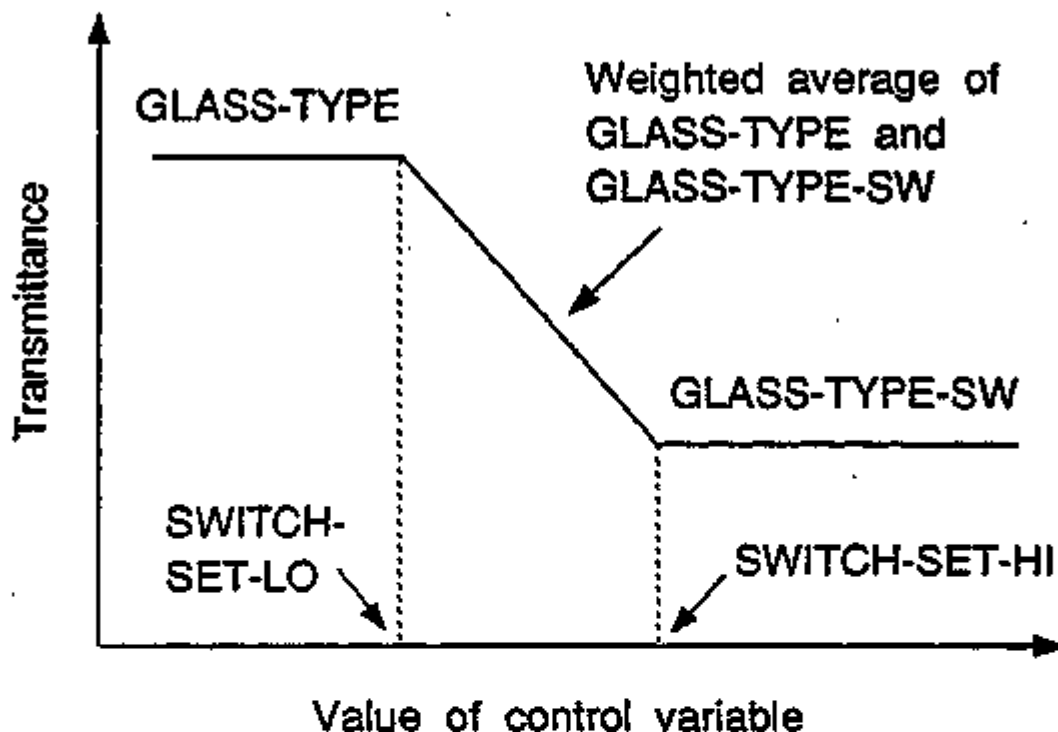 Weighted average of
GLASS-TYPE and
GLASS-TYPE-SW
GLASS-TYPE
Transmittance
GLASS-TYPE-SW
SWITCH-
SET-LO
SWITCH-SET-HI
Value of control variable